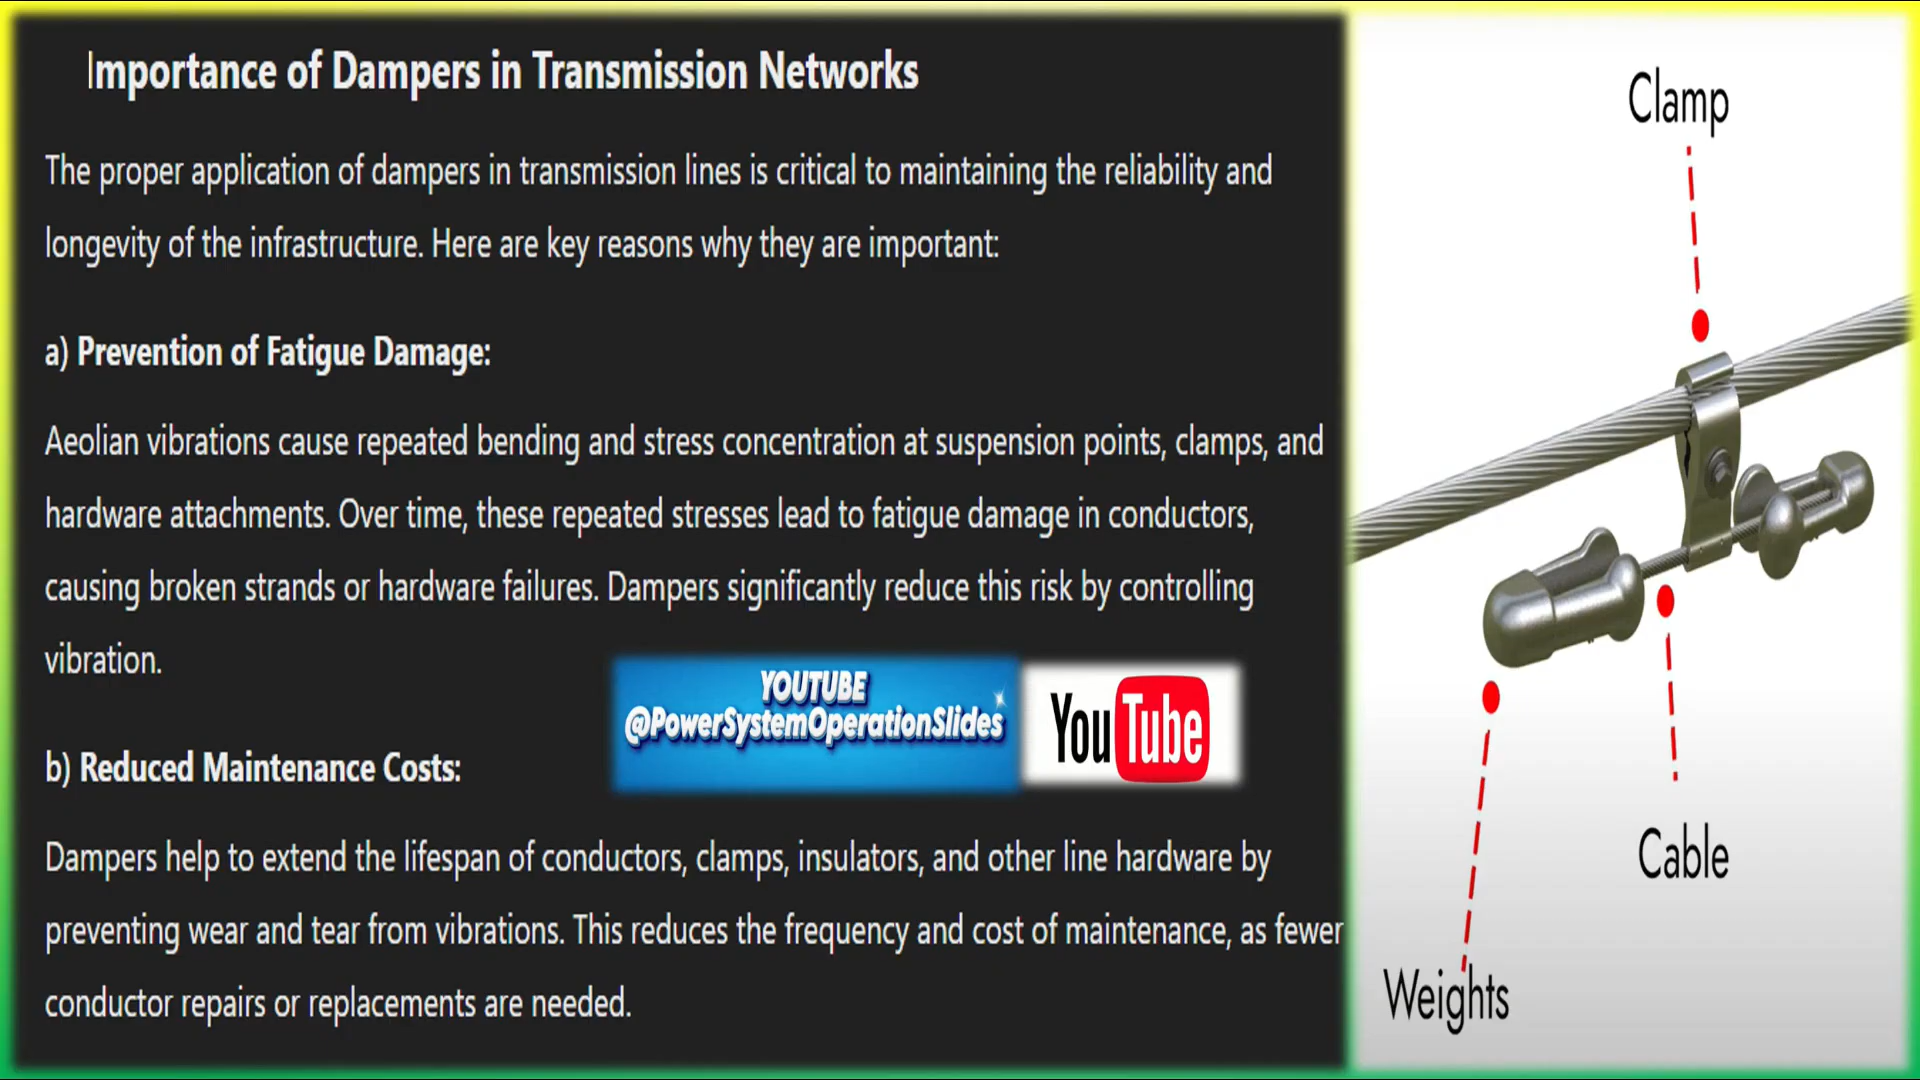 Importance of Dampers in Transmission Networks
The proper application of dampers in transmission lines is critical to maintaining the reliability and
longevity of the infrastructure. Here are key reasons why they are important:
a) Prevention of Fatigue Damage:
Aeolian vibrations cause repeated bending and stress concentration at suspension points, clamps, and
hardware attachments. Over time, these repeated stresses lead to fatigue damage in conductors,
causing broken strands or hardware failures. Dampers significantly reduce this risk by controlling
vibration.
YOUTUBE
@PowerSystemOperationSlides
YouTube
b) Reduced Maintenance Costs:
Dampers help to extend the lifespan of conductors, clamps, insulators, and other line hardware by
preventing wear and tear from vibrations. This reduces the frequency and cost of maintenance, as fewer
conductor repairs or replacements are needed.
Clamp
Cable
Weights